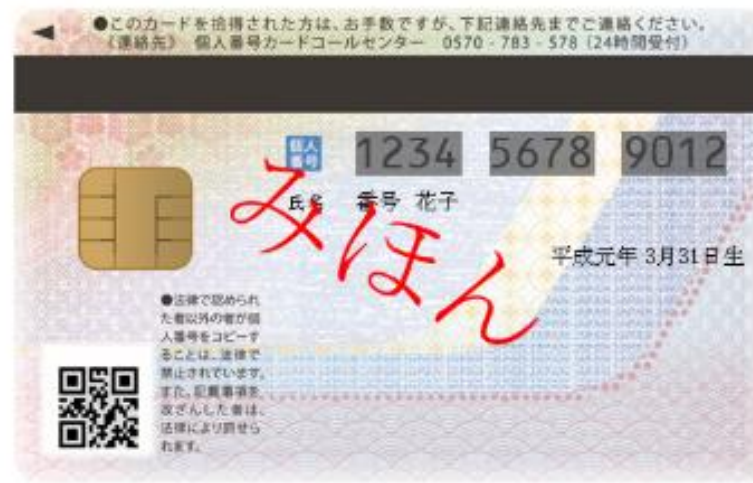 ●このカードを拾得された方は、お手数ですが、下記連絡先までご連絡ください。
《連絡先》 個人番号カードコールセンター 0570-783-578 (24時間受付)
個人番号 1234 5678 9012
氏名 番号 花子
みほん
平成元年 3月31日生
●法律で認められ
た者以外の者が個
人番号をコピーす
ることは、法律で
禁止されています。
また、記載事項を
改ざんした者は、
法律により罰せら
れます。